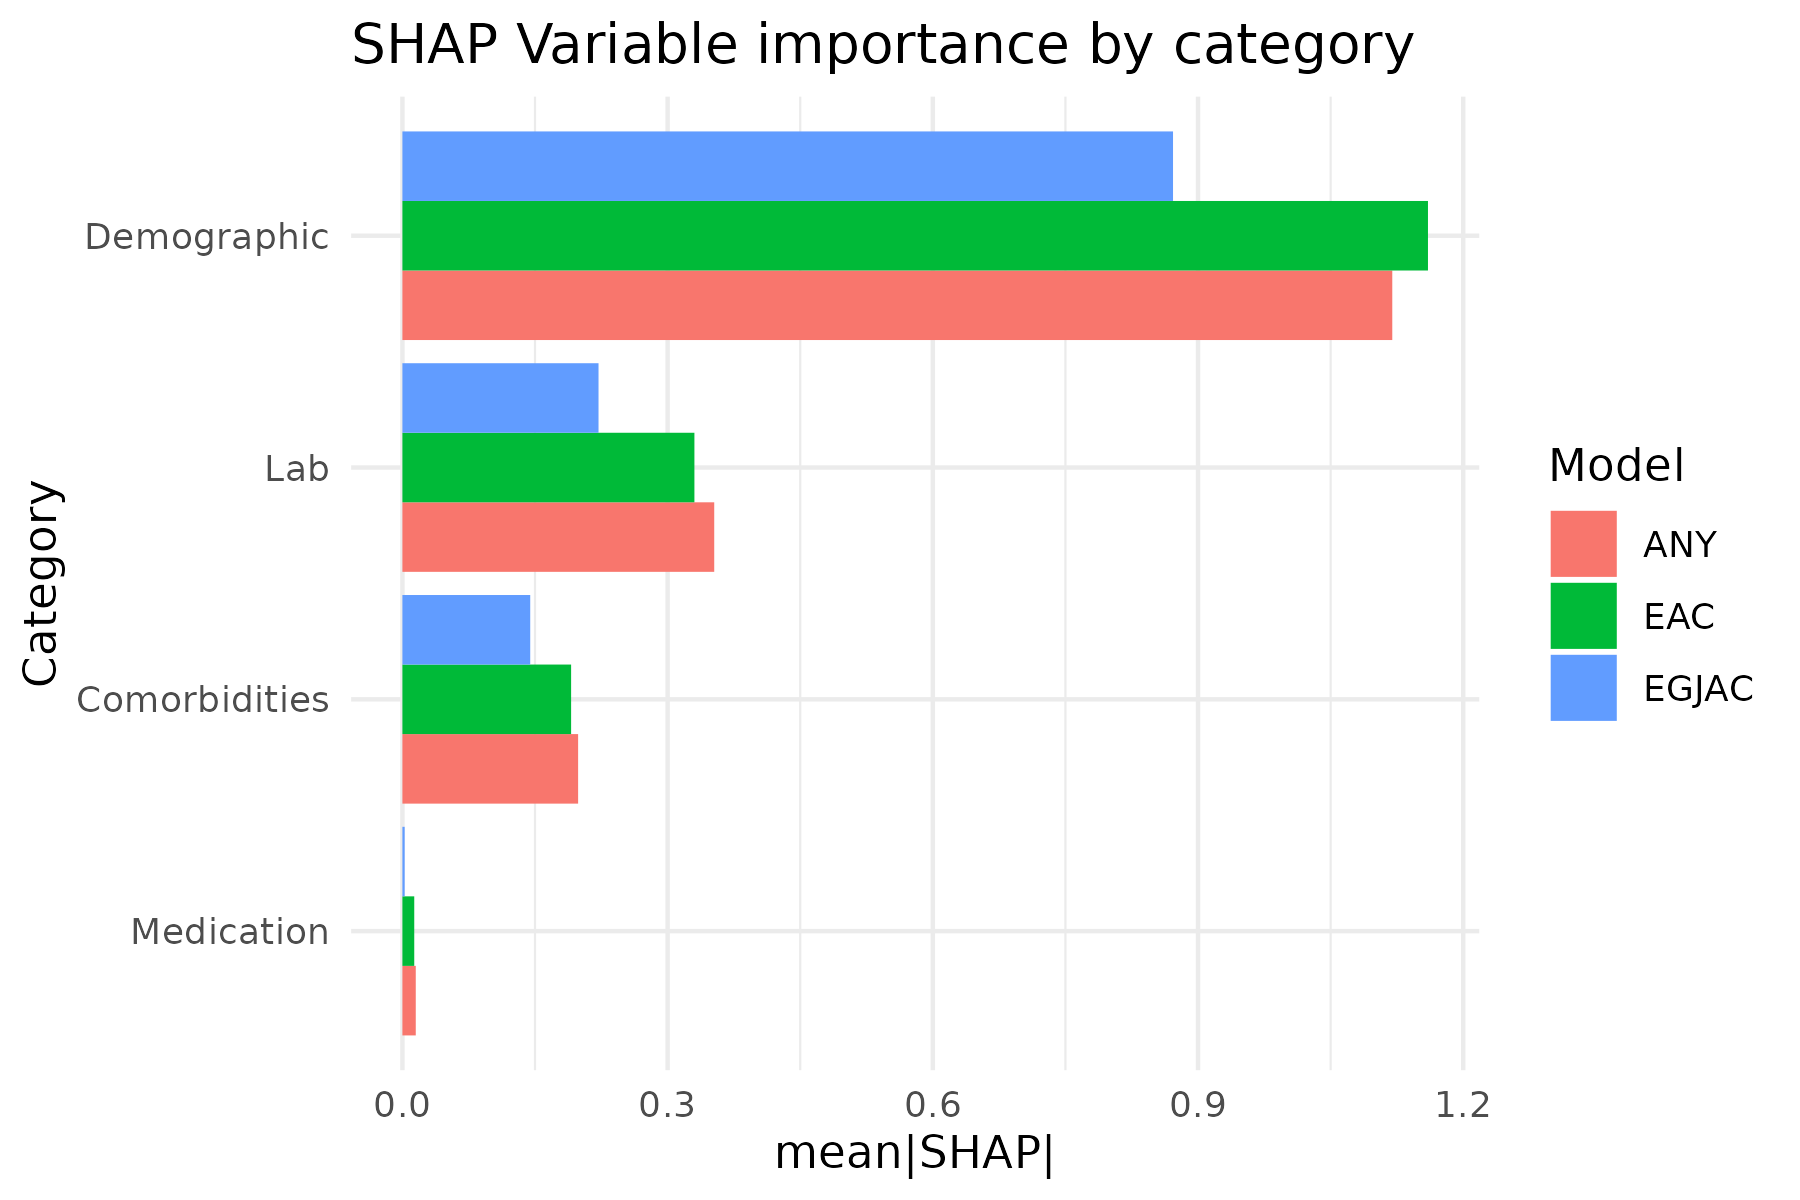 SHAP Variable importance by category
Category
Demographic
Lab
Comorbidities
Medication
0.0 0.3 0.6 0.9 1.2
mean|SHAP|
Model
ANY
EAC
EGJAC